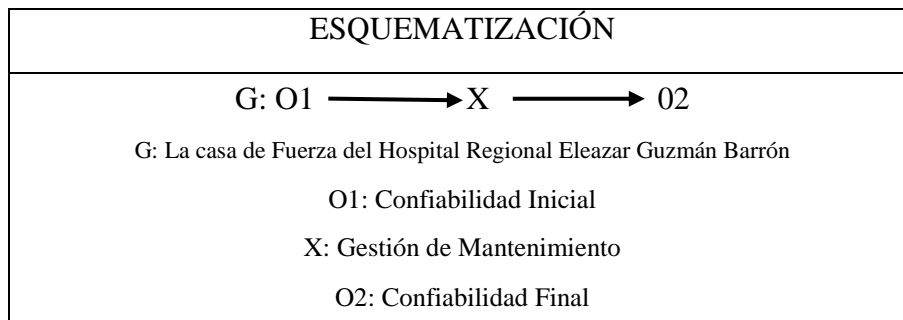 ESQUEMATIZACIÓN
G: O1 X 02
G: La casa de Fuerza del Hospital Regional Eleazar Guzmán Barrón
O1: Confiabilidad Inicial
X: Gestión de Mantenimiento
O2: Confiabilidad Final